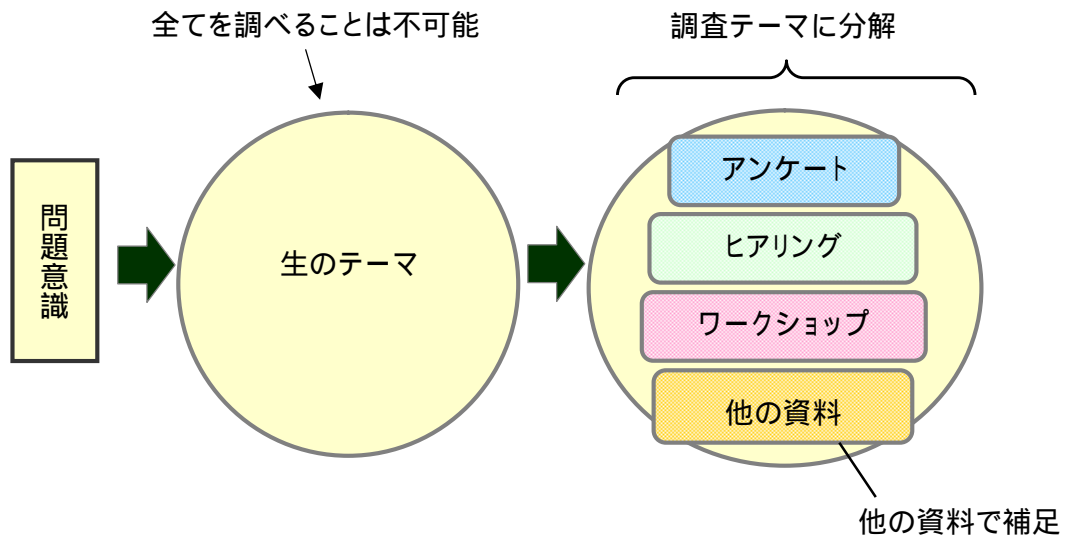 全てを調べることは不可能
調査テーマに分解
問題意識
生のテーマ
アンケート
ヒアリング
ワークショップ
他の資料
他の資料で補足